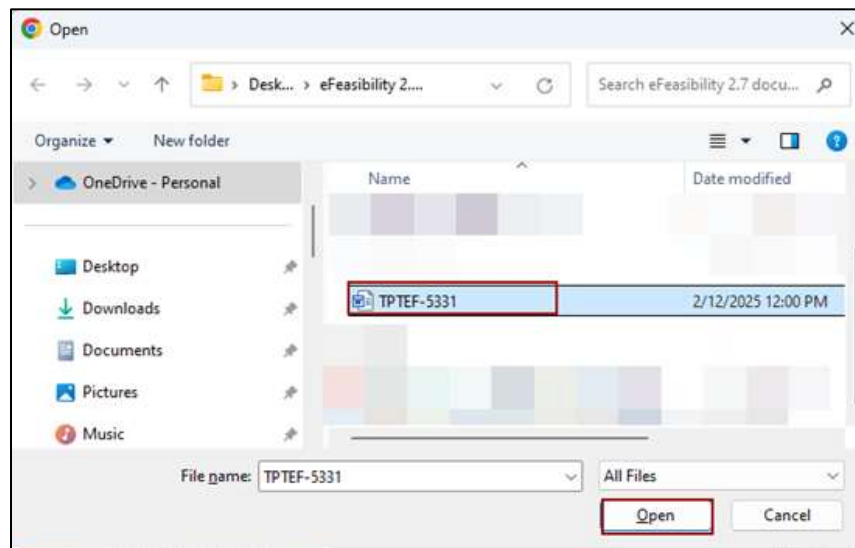 Open
Desk... > eFeasibility 2.... Search eFeasibility 2.7 docu...
Organize New folder
OneDrive - Personal Name Date modified
Desktop
TPTEF-5331 2/12/2025 12:00 PM
Downloads
Documents
Pictures
Music
File name: TPTEF-5331 All Files
Open Cancel